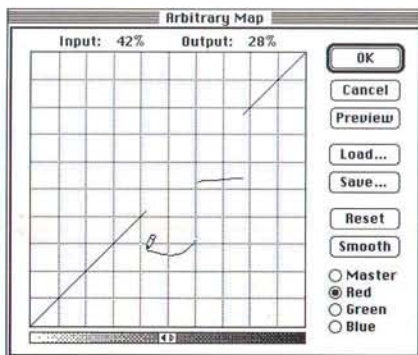 Arbitrary Map
Input: 42% Output: 28%
OK
Cancel
Preview
Load...
Save...
Reset
Smooth
Master
Red
Green
Blue